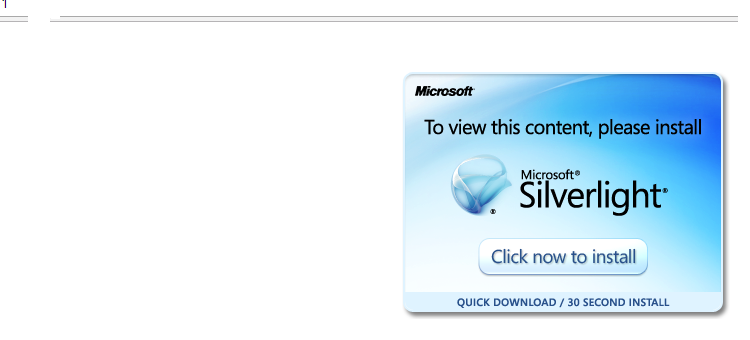 Microsoft
To view this content, please install
Microsoft®
Silverlight®
®
Click now to install
QUICK DOWNLOAD / 30 SECOND INSTALL